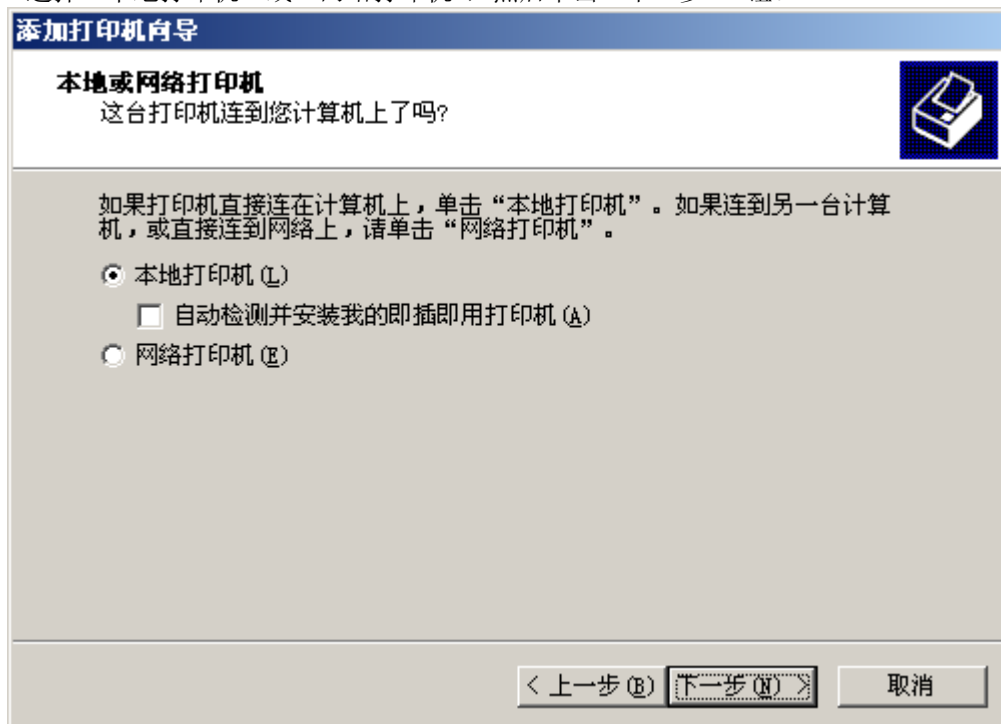 添加打印机向导
本地或网络打印机
这台打印机连到您计算机上了吗?
如果打印机直接连在计算机上，单击“本地打印机”。如果连到另一台计算
机，或直接连到网络上，请单击“网络打印机”。
本地打印机(L)
自动检测并安装我的即插即用打印机(A)
网络打印机(E)
< 上一步(B)
下一步(N) >
取消